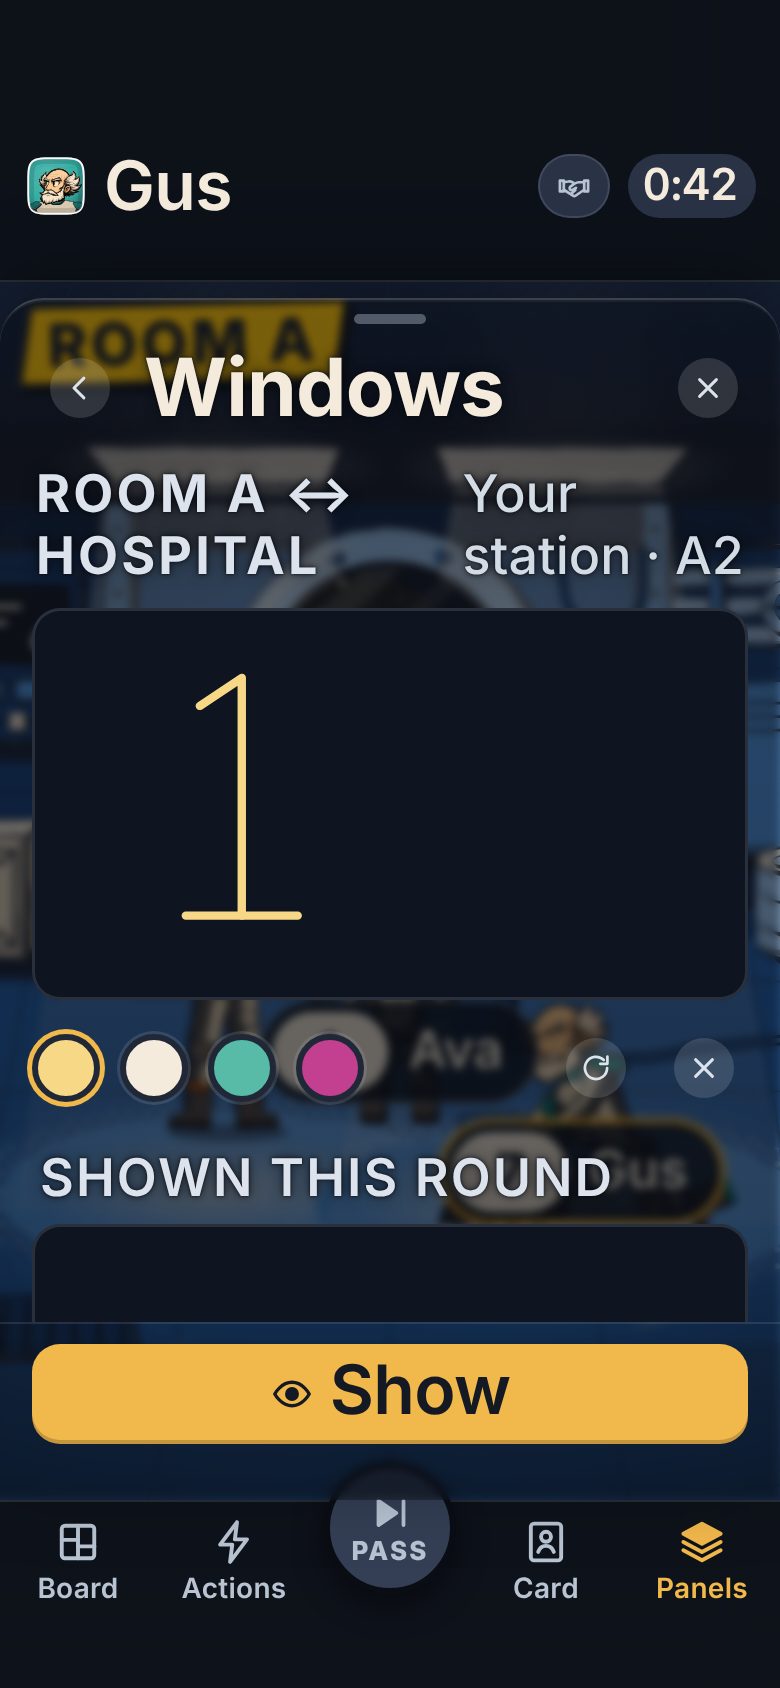 Gus
0:42
ROOM A
Windows
ROOM A ↔ Your
HOSPITAL station · A2
1
Ava
SHOWN THIS ROUND
Gus
Show
PASS
Board Actions Card Panels